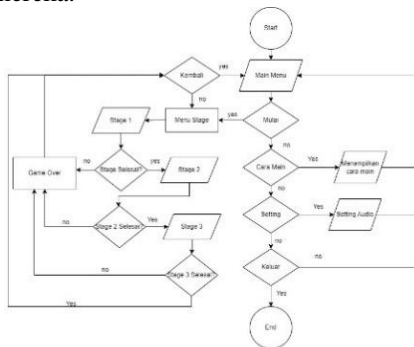 mereka.
Start
Kembali
yes
Main Menu
no
Stage 1
Menu Stage
yes
Mulai
no
Game Over
no
Stage Selesai?
yes
Stage 2
Cara Main
Yes
Menampilkan
cara main
no
no
Stage 2 Selesai?
Yes
Stage 3
Setting
Yes
Setting Audio
no
no
Stage 3 Selesai?
Keluar
no
Yes
Yes
End